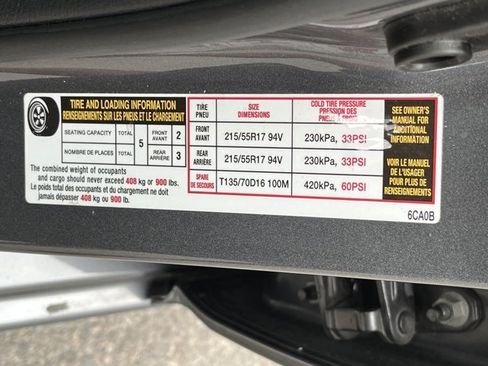 TIRE AND LOADING INFORMATION
RENSEIGNEMENTS SUR LES PNEUS ET LE CHARGEMENT
SEATING CAPACITY TOTAL 5 FRONT AVANT 2
NOMBRE DE PLACES TOTAL REAR ARRIÈRE 3
The combined weight of occupants
and cargo should never exceed 408 kg or 900 lbs.
Le poids total des occupants et du chargement ne doit
jamais dépasser 408 kg ou 900 lb.
TIRE PNEU SIZE DIMENSIONS COLD TIRE PRESSURE
PRESSION DES
PNEUS
FRONT AVANT 215/55R17 94V 230kPa, 33PSI
REAR ARRIÈRE 215/55R17 94V 230kPa, 33PSI
SPARE DE SECOURS T135/70D16 100M 420kPa, 60PSI
SEE OWNER'S
MANUAL FOR
ADDITIONAL
INFORMATION
VOIR LE MANUEL
DE L'USAGER
POUR PLUS DE
RENSEIGNEMENTS
6CA0B